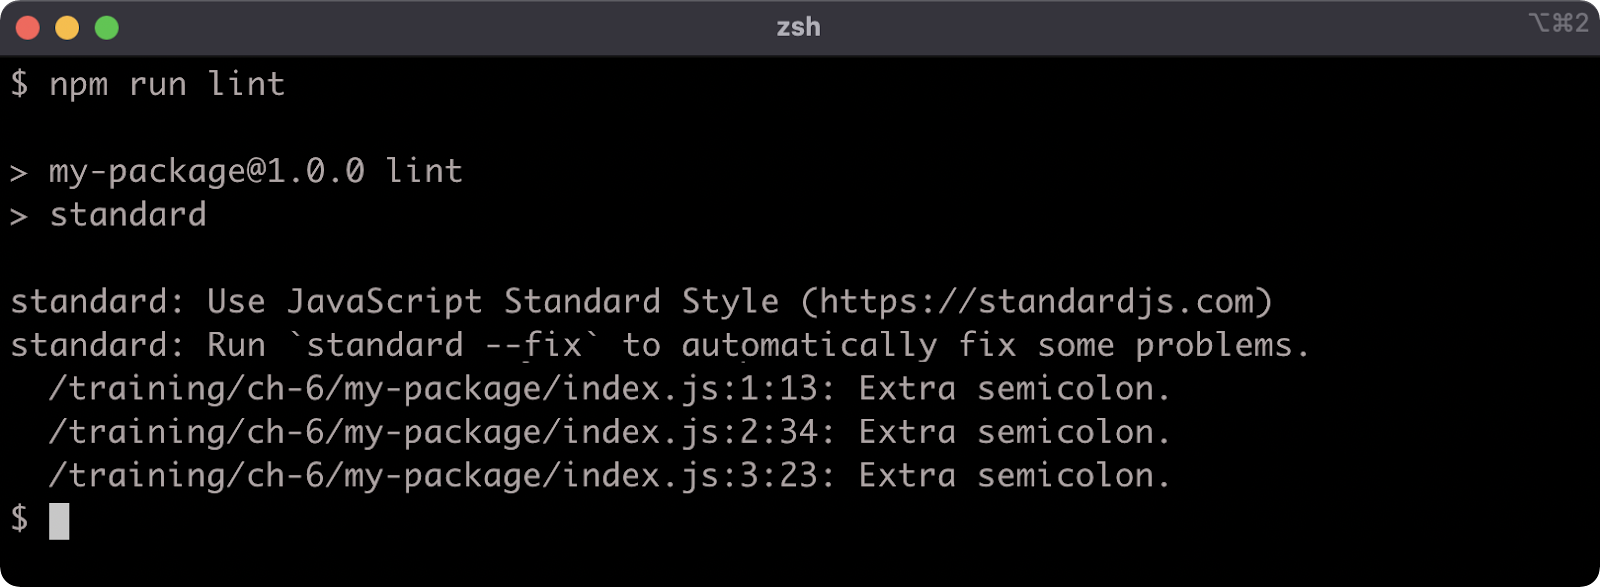 zsh
⌥⌘2
$ npm run lint
> my-package@1.0.0 lint
> standard
standard: Use JavaScript Standard Style (https://standardjs.com)
standard: Run `standard --fix` to automatically fix some problems.
  /training/ch-6/my-package/index.js:1:13: Extra semicolon.
  /training/ch-6/my-package/index.js:2:34: Extra semicolon.
  /training/ch-6/my-package/index.js:3:23: Extra semicolon.
$